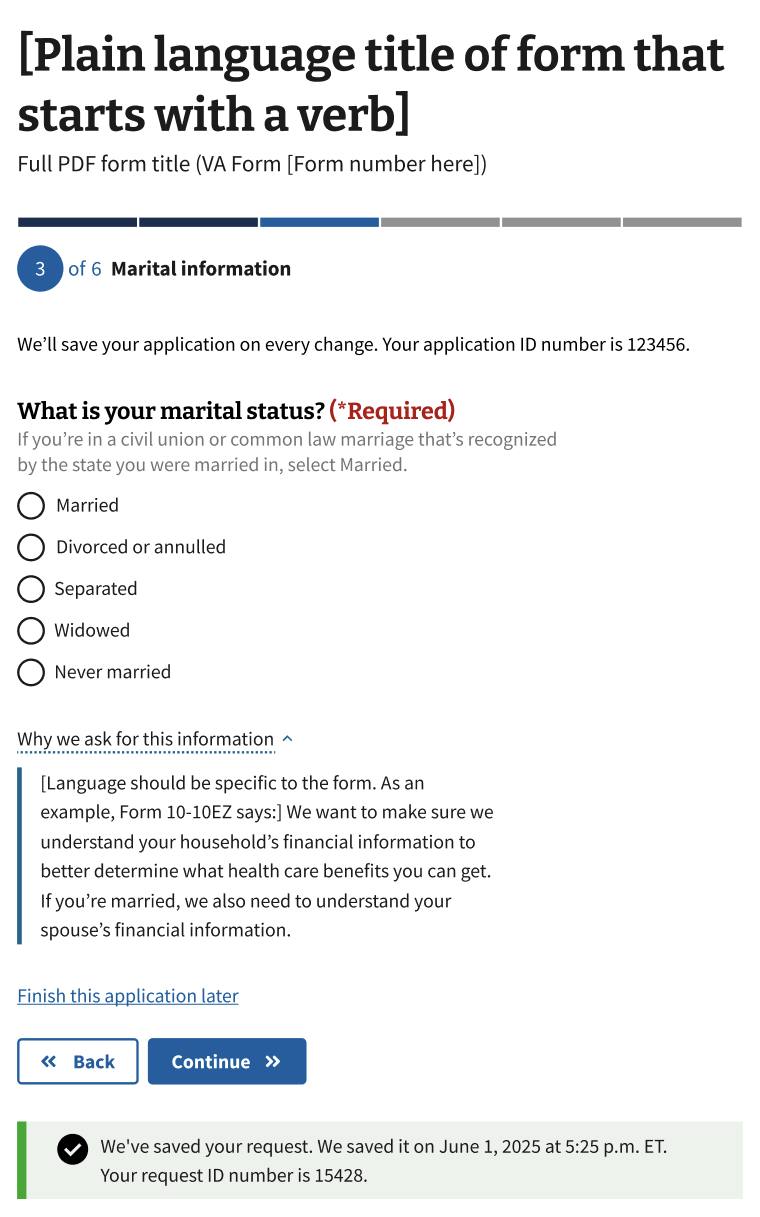 [Plain language title of form that
starts with a verb]
Full PDF form title (VA Form [Form number here])
3 of 6 Marital information
We’ll save your application on every change. Your application ID number is 123456.
What is your marital status? (*Required)
If you’re in a civil union or common law marriage that’s recognized
by the state you were married in, select Married.
Married
Divorced or annulled
Separated
Widowed
Never married
Why we ask for this information
[Language should be specific to the form. As an
example, Form 10-10EZ says:] We want to make sure we
understand your household’s financial information to
better determine what health care benefits you can get.
If you’re married, we also need to understand your
spouse’s financial information.
Finish this application later
Back
Continue
We've saved your request. We saved it on June 1, 2025 at 5:25 p.m. ET.
Your request ID number is 15428.